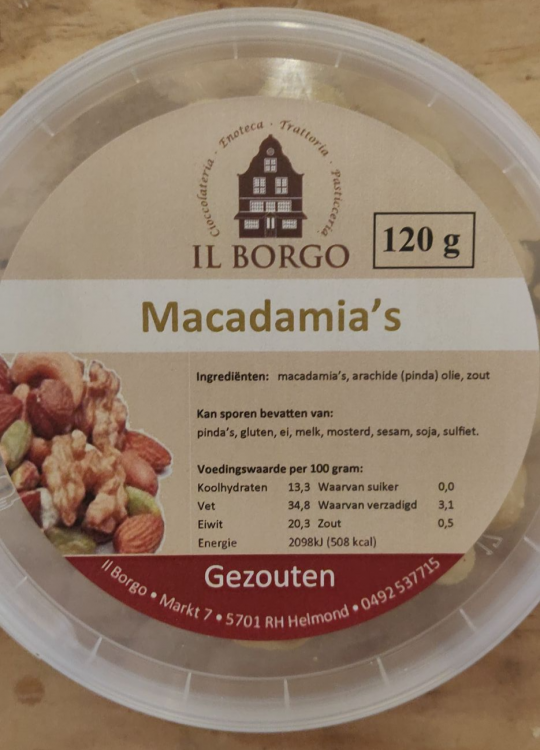 Cioccolateria · Enoteca · Trattoria · Pasticceria
IL BORGO
120 g
Macadamia's
Ingrediënten: macadamia's, arachide (pinda) olie, zout
Kan sporen bevatten van:
pinda's, gluten, ei, melk, mosterd, sesam, soja, sulfiet.
Voedingswaarde per 100 gram:
Koolhydraten 13,3 Waarvan suiker 0,0
Vet 34,8 Waarvan verzadigd 3,1
Eiwit 20,3 Zout 0,5
Energie 2098kJ (508 kcal)
Gezouten
Il Borgo • Markt 7 • 5701 RH Helmond • 0492 537715